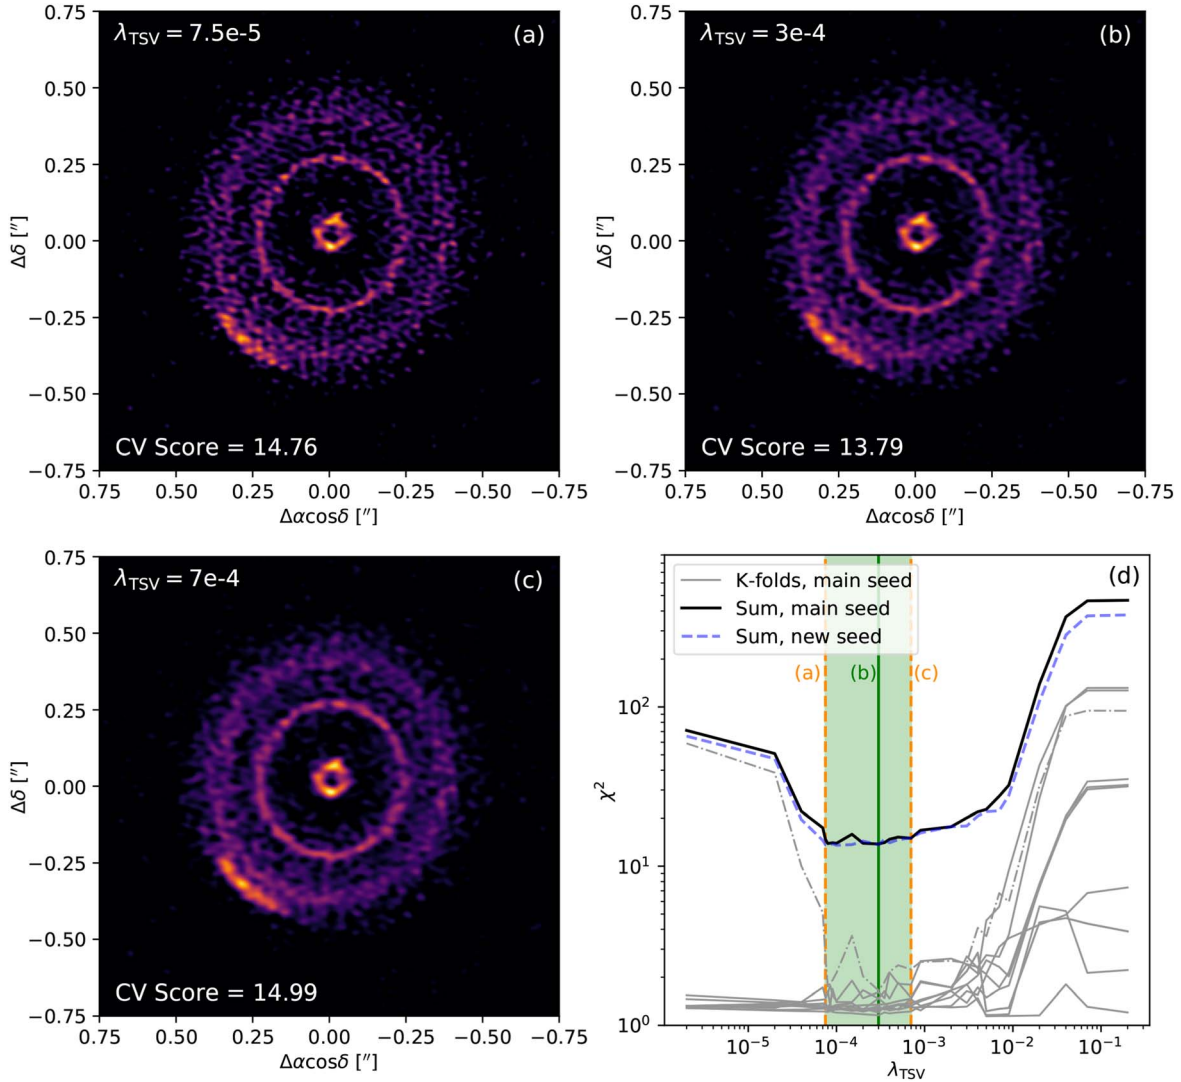 λTSV = 7.5e-5
(a)
CV Score = 14.76
0.75
0.50
0.25
0.00
−0.25
−0.50
−0.75
Δδ ["]
0.75 0.50 0.25 0.00 −0.25 −0.50 −0.75
Δαcosδ ["]
λTSV = 3e-4
(b)
CV Score = 13.79
0.75
0.50
0.25
0.00
−0.25
−0.50
−0.75
Δδ ["]
0.75 0.50 0.25 0.00 −0.25 −0.50 −0.75
Δαcosδ ["]
λTSV = 7e-4
(c)
CV Score = 14.99
0.75
0.50
0.25
0.00
−0.25
−0.50
−0.75
Δδ ["]
0.75 0.50 0.25 0.00 −0.25 −0.50 −0.75
Δαcosδ ["]
K-folds, main seed
Sum, main seed
Sum, new seed
(d)
(a) (b) (c)
10²
10¹
10⁰
χ²
10⁻⁵ 10⁻⁴ 10⁻³ 10⁻² 10⁻¹
λTSV